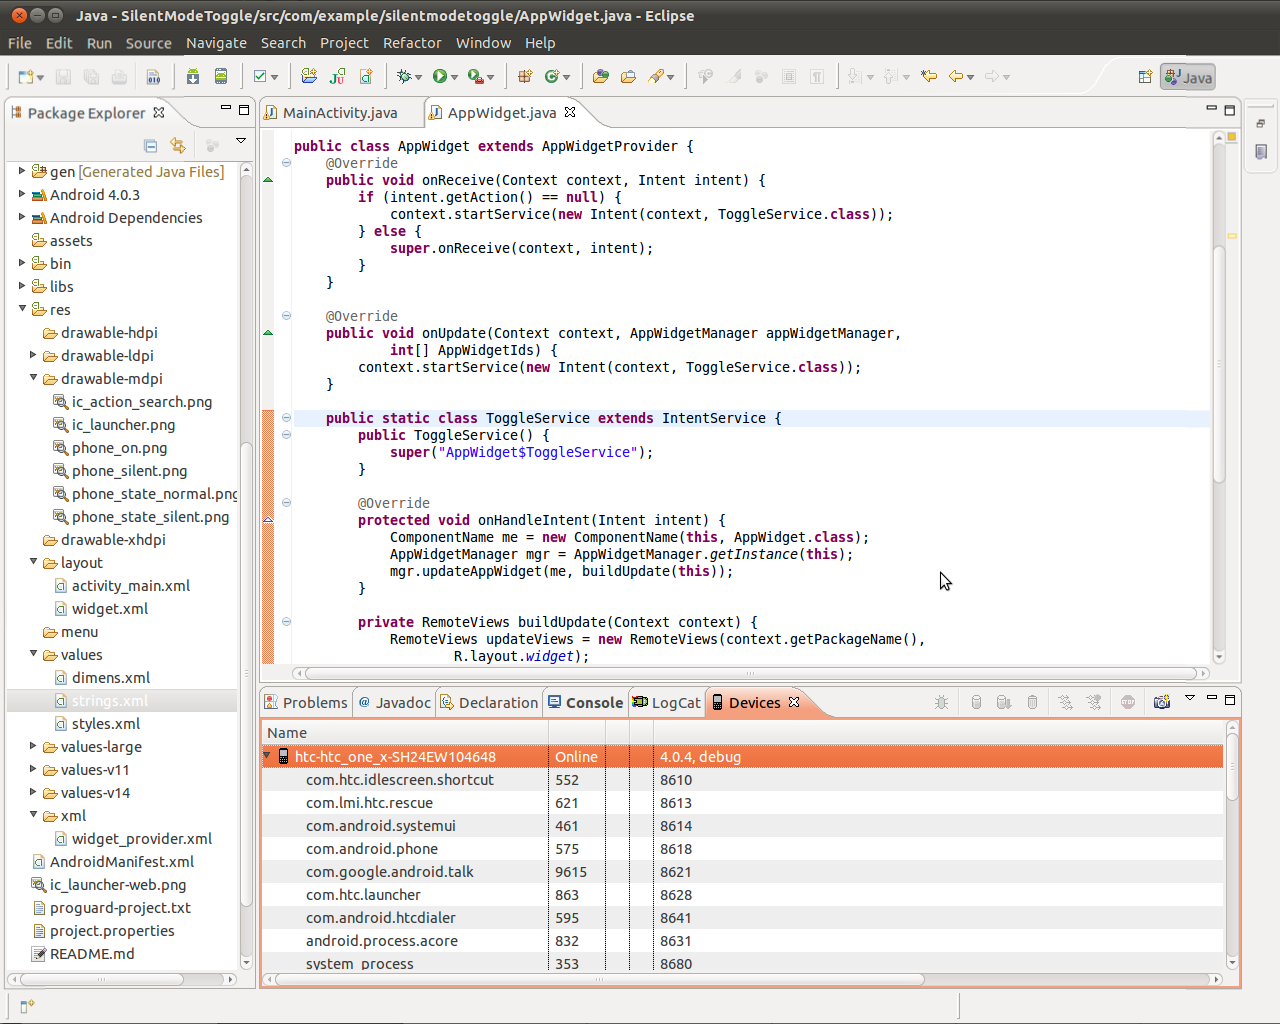 Java - SilentModeToggle/src/com/example/silentmodetoggle/AppWidget.java - Eclipse
File Edit Run Source Navigate Search Project Refactor Window Help
Java
Package Explorer
gen [Generated Java Files]
Android 4.0.3
Android Dependencies
assets
bin
libs
res
drawable-hdpi
drawable-ldpi
drawable-mdpi
ic_action_search.png
ic_launcher.png
phone_on.png
phone_silent.png
phone_state_normal.png
phone_state_silent.png
drawable-xhdpi
layout
activity_main.xml
widget.xml
menu
values
dimens.xml
strings.xml
styles.xml
values-large
values-v11
values-v14
xml
widget_provider.xml
AndroidManifest.xml
ic_launcher-web.png
proguard-project.txt
project.properties
README.md
MainActivity.java AppWidget.java
public class AppWidget extends AppWidgetProvider {
@Override
public void onReceive(Context context, Intent intent) {
if (intent.getAction() == null) {
context.startService(new Intent(context, ToggleService.class));
} else {
super.onReceive(context, intent);
}
}
@Override
public void onUpdate(Context context, AppWidgetManager appWidgetManager,
int[] AppWidgetIds) {
context.startService(new Intent(context, ToggleService.class));
}
public static class ToggleService extends IntentService {
public ToggleService() {
super("AppWidget$ToggleService");
}
@Override
protected void onHandleIntent(Intent intent) {
ComponentName me = new ComponentName(this, AppWidget.class);
AppWidgetManager mgr = AppWidgetManager.getInstance(this);
mgr.updateAppWidget(me, buildUpdate(this));
}
private RemoteViews buildUpdate(Context context) {
RemoteViews updateViews = new RemoteViews(context.getPackageName(),
R.layout.widget);
Problems @ Javadoc Declaration Console LogCat Devices
Name
htc-htc_one_x-SH24EW104648 Online 4.0.4, debug
com.htc.idlescreen.shortcut 552 8610
com.lmi.htc.rescue 621 8613
com.android.systemui 461 8614
com.android.phone 575 8618
com.google.android.talk 9615 8621
com.htc.launcher 863 8628
com.android.htcdialer 595 8641
android.process.acore 832 8631
system_process 353 8680